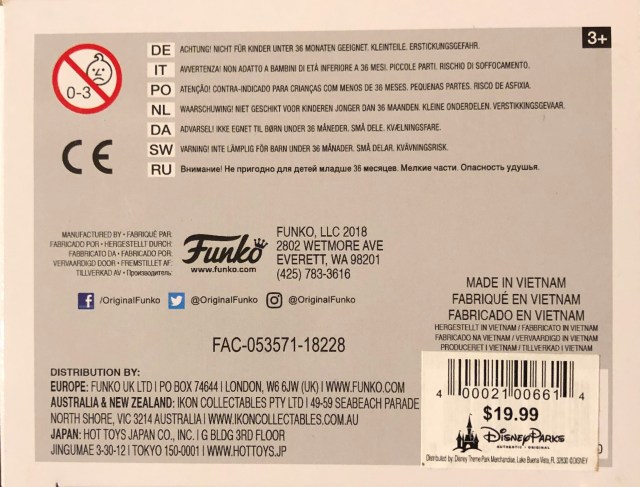 3+
0-3
DE ACHTUNG! NICHT FÜR KINDER UNTER 36 MONATEN GEEIGNET. KLEINTEILE. ERSTICKUNGSGEFAHR.
IT AVVERTENZA! NON ADATTO A BAMBINI DI ETÀ INFERIORE A 36 MESI. PICCOLE PARTI. RISCHIO DI SOFFOCAMENTO.
PO ATENÇÃO! CONTRA-INDICADO PARA CRIANÇAS COM MENOS DE 36 MESES. PEQUENAS PARTES. RISCO DE ASFIXIA.
NL WAARSCHUWING! NIET GESCHIKT VOOR KINDEREN JONGER DAN 36 MAANDEN. KLEINE ONDERDELEN. VERSTIKKINGSGEVAAR.
DA ADVARSEL! IKKE EGNET TIL BØRN UNDER 36 MÅNEDER. SMÅ DELE. KVÆLNINGSFARE.
SW VARNING! INTE LÄMPLIG FÖR BARN UNDER 36 MÅNADER. SMÅ DELAR. KVÄVNINGSRISK.
RU Внимание! Не пригодно для детей младше 36 месяцев. Мелкие части. Опасность удушья.
CE
MANUFACTURED BY • FABRIQUÉ PAR
FABRICADO POR • HERGESTELLT DURCH:
FABBRICATO DA • FABRICADO POR:
VERVAARDIGD DOOR • FREMSTILLET AF:
TILLVERKAD AV • Производитель:
Funko
www.funko.com
FUNKO, LLC 2018
2802 WETMORE AVE
EVERETT, WA 98201
(425) 783-3616
/OriginalFunko @OriginalFunko @OriginalFunko
MADE IN VIETNAM
FABRIQUÉ EN VIETNAM
FABRICADO EN VIETNAM
HERGESTELLT IN VIETNAM / FABBRICATO IN VIETNAM
FABRICADO NA VIETNAM / VERVAARDIGD IN VIETNAM
PRODUCERET I VIETNAM / TILLVERKAD I VIETNAM
FAC-053571-18228
DISTRIBUTION BY:
EUROPE: FUNKO UK LTD I PO BOX 74644 I LONDON, W6 6JW (UK) I WWW.FUNKO.COM
AUSTRALIA & NEW ZEALAND: IKON COLLECTABLES PTY LTD I 49-59 SEABEACH PARADE
NORTH SHORE, VIC 3214 AUSTRALIA I WWW.IKONCOLLECTABLES.COM.AU
JAPAN: HOT TOYS JAPAN CO., INC. I G BLDG 3RD FLOOR
JINGUMAE 3-30-12 I TOKYO 150-0001 I WWW.HOTTOYS.JP
4 00021 00661 4
$19.99
Disney Parks
AUTHENTIC • ORIGINAL
Distributed by: Disney Theme Park Merchandise, Lake Buena Vista, FL 32830 ©DISNEY